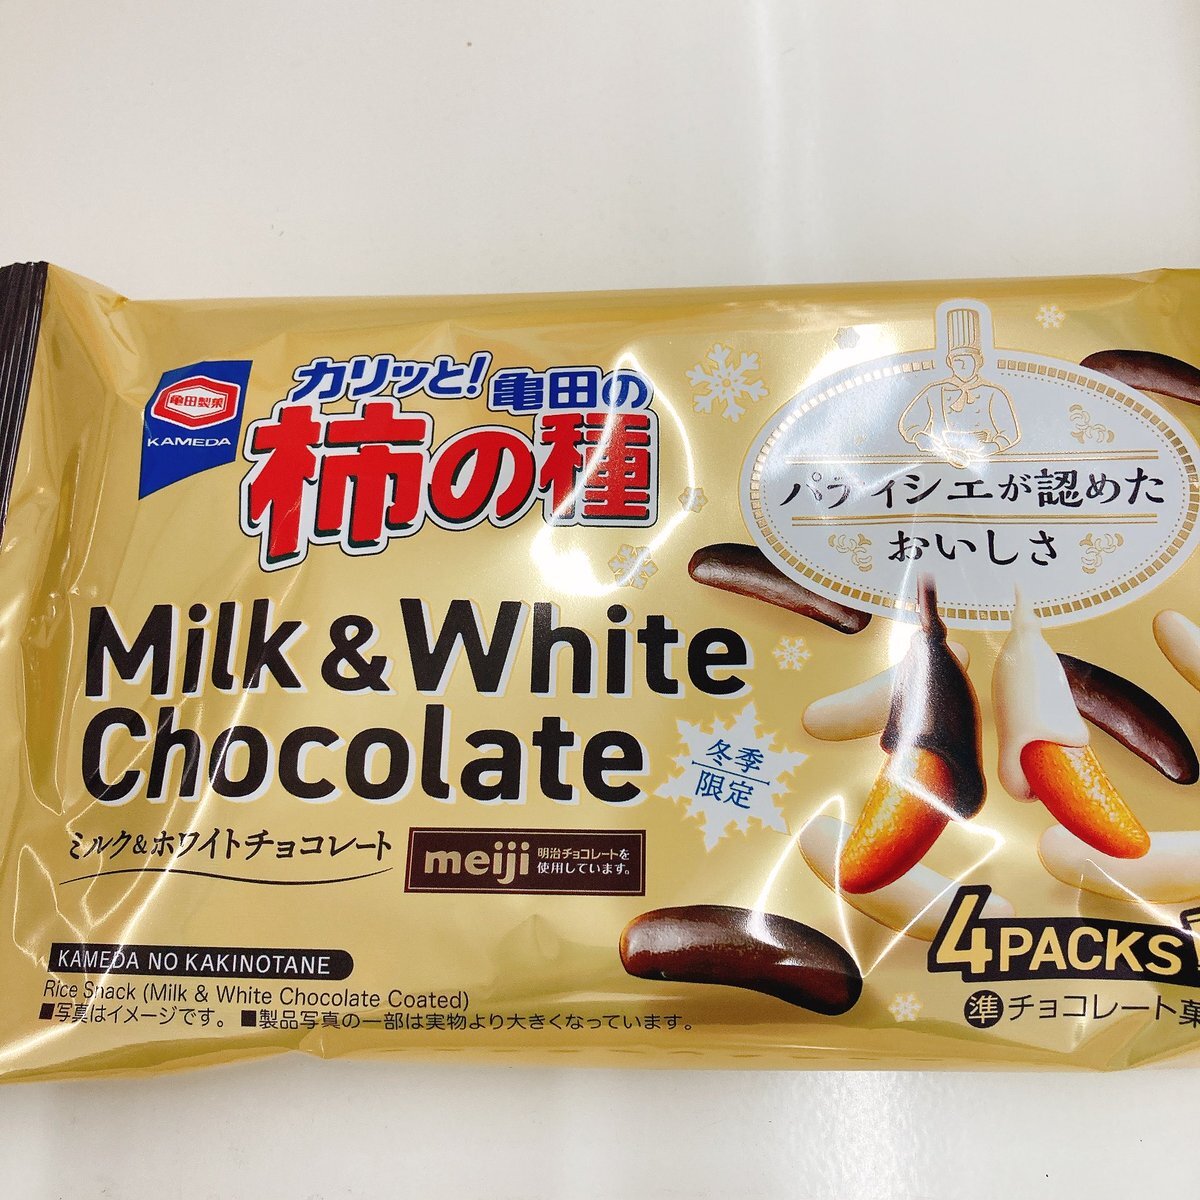 亀田製菓
KAMEDA
カリッと! 亀田の
柿の種
Milk & White
Chocolate
ミルク&ホワイトチョコレート
meiji 明治チョコレートを
使用しています。
冬季
限定
パティシエが認めた
おいしさ
4PACKS
準チョコレート菓
KAMEDA NO KAKINOTANE
Rice Snack (Milk & White Chocolate Coated)
■写真はイメージです。 ■製品写真の一部は実物より大きくなっています。